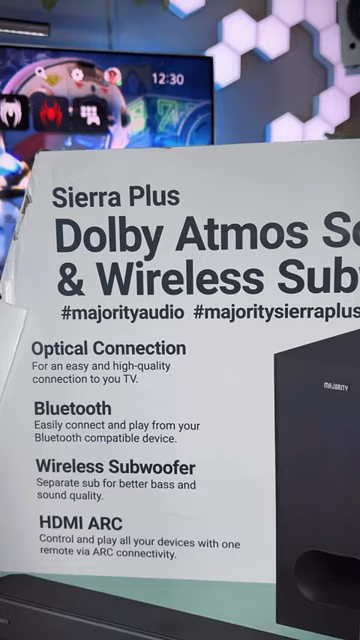 12:30
Sierra Plus
Dolby Atmos So
& Wireless Sub
#majorityaudio #majoritysierraplus
Optical Connection
For an easy and high-quality
connection to you TV.
Bluetooth
Easily connect and play from your
Bluetooth compatible device.
Wireless Subwoofer
Separate sub for better bass and
sound quality.
HDMI ARC
Control and play all your devices with one
remote via ARC connectivity.
MAJORITY